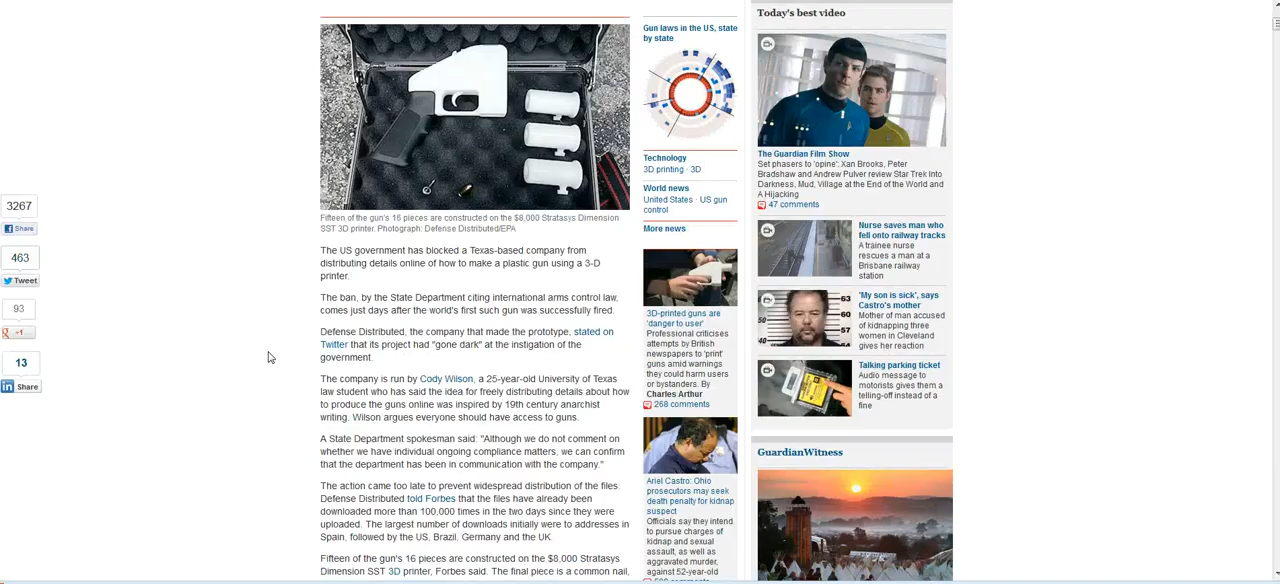 3267
Share
463
Tweet
93
+1
13
Share
Fifteen of the gun's 16 pieces are constructed on the $8,000 Stratasys Dimension
SST 3D printer. Photograph: Defense Distributed/EPA
The US government has blocked a Texas-based company from
distributing details online of how to make a plastic gun using a 3-D
printer.
The ban, by the State Department citing international arms control law,
comes just days after the world's first such gun was successfully fired.
Defense Distributed, the company that made the prototype, stated on
Twitter that its project had "gone dark" at the instigation of the
government.
The company is run by Cody Wilson, a 25-year-old University of Texas
law student who has said the idea for freely distributing details about how
to produce the guns online was inspired by 19th century anarchist
writing. Wilson argues everyone should have access to guns.
A State Department spokesman said: "Although we do not comment on
whether we have individual ongoing compliance matters, we can confirm
that the department has been in communication with the company."
The action came too late to prevent widespread distribution of the files:
Defense Distributed told Forbes that the files have already been
downloaded more than 100,000 times in the two days since they were
uploaded. The largest number of downloads initially were to addresses in
Spain, followed by the US, Brazil, Germany and the UK.
Fifteen of the gun's 16 pieces are constructed on the $8,000 Stratasys
Dimension SST 3D printer, Forbes said. The final piece is a common nail,
Gun laws in the US, state
by state
Technology
3D printing · 3D
World news
United States · US gun
control
More news
3D-printed guns are
'danger to user'
Professional criticises
attempts by British
newspapers to 'print'
guns amid warnings
they could harm users
or bystanders. By
Charles Arthur
268 comments
Ariel Castro: Ohio
prosecutors may seek
death penalty for kidnap
suspect
Officials say they intend
to pursue charges of
kidnap and sexual
assault, as well as
aggravated murder,
against 52-year-old
Today's best video
The Guardian Film Show
Set phasers to 'opine': Xan Brooks, Peter
Bradshaw and Andrew Pulver review Star Trek Into
Darkness, Mud, Village at the End of the World and
A Hijacking
47 comments
Nurse saves man who
fell onto railway tracks
A trainee nurse
rescues a man at a
Brisbane railway
station
63
60
57
50
40
'My son is sick', says
Castro's mother
Mother of man accused
of kidnapping three
women in Cleveland
gives her reaction
Talking parking ticket
Audio message to
motorists gives them a
telling-off instead of a
fine
GuardianWitness